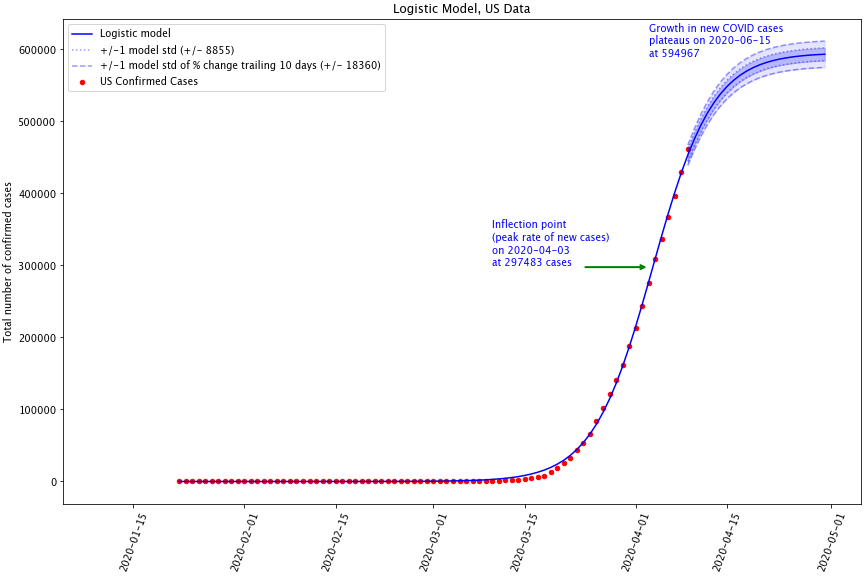 Logistic Model, US Data
Logistic model
+/-1 model std (+/- 8855)
+/-1 model std of % change trailing 10 days (+/- 18360)
US Confirmed Cases
Growth in new COVID cases
plateaus on 2020-06-15
at 594967
Inflection point
(peak rate of new cases)
on 2020-04-03
at 297483 cases
Total number of confirmed cases
600000
500000
400000
300000
200000
100000
0
2020-01-15
2020-02-01
2020-02-15
2020-03-01
2020-03-15
2020-04-01
2020-04-15
2020-05-01